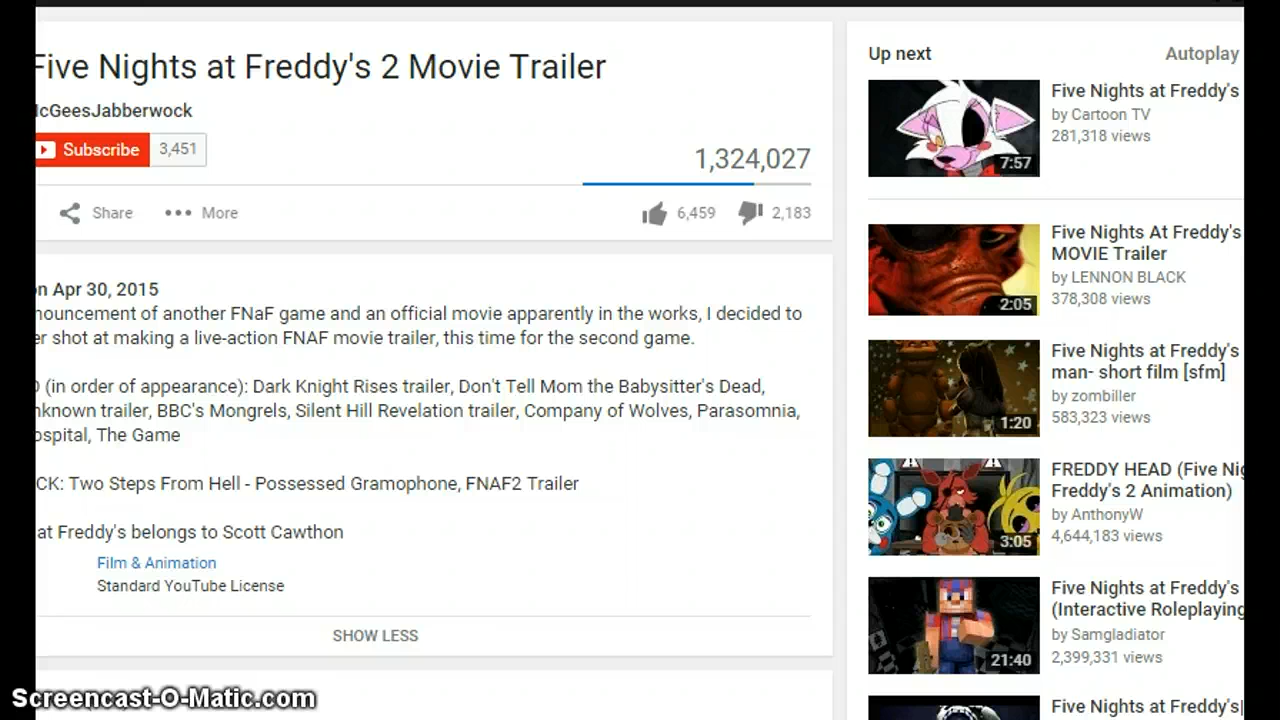 Five Nights at Freddy's 2 Movie Trailer
cGeesJabberwock
Subscribe 3,451
1,324,027
Share More 6,459 2,183
on Apr 30, 2015
nouncement of another FNaF game and an official movie apparently in the works, I decided to
er shot at making a live-action FNAF movie trailer, this time for the second game.
(in order of appearance): Dark Knight Rises trailer, Don't Tell Mom the Babysitter's Dead,
nknown trailer, BBC's Mongrels, Silent Hill Revelation trailer, Company of Wolves, Parasomnia,
ospital, The Game
CK: Two Steps From Hell - Possessed Gramophone, FNAF2 Trailer
at Freddy's belongs to Scott Cawthon
Film & Animation
Standard YouTube License
SHOW LESS
Up next Autoplay
Five Nights at Freddy's
by Cartoon TV
281,318 views
7:57
Five Nights At Freddy's
MOVIE Trailer
by LENNON BLACK
378,308 views
2:05
Five Nights at Freddy's
man- short film [sfm]
by zombiller
583,323 views
1:20
FREDDY HEAD (Five Nig
Freddy's 2 Animation)
by AnthonyW
4,644,183 views
3:05
Five Nights at Freddy's
(Interactive Roleplaying
by Samgladiator
2,399,331 views
21:40
Five Nights at Freddy's
Screencast-O-Matic.com